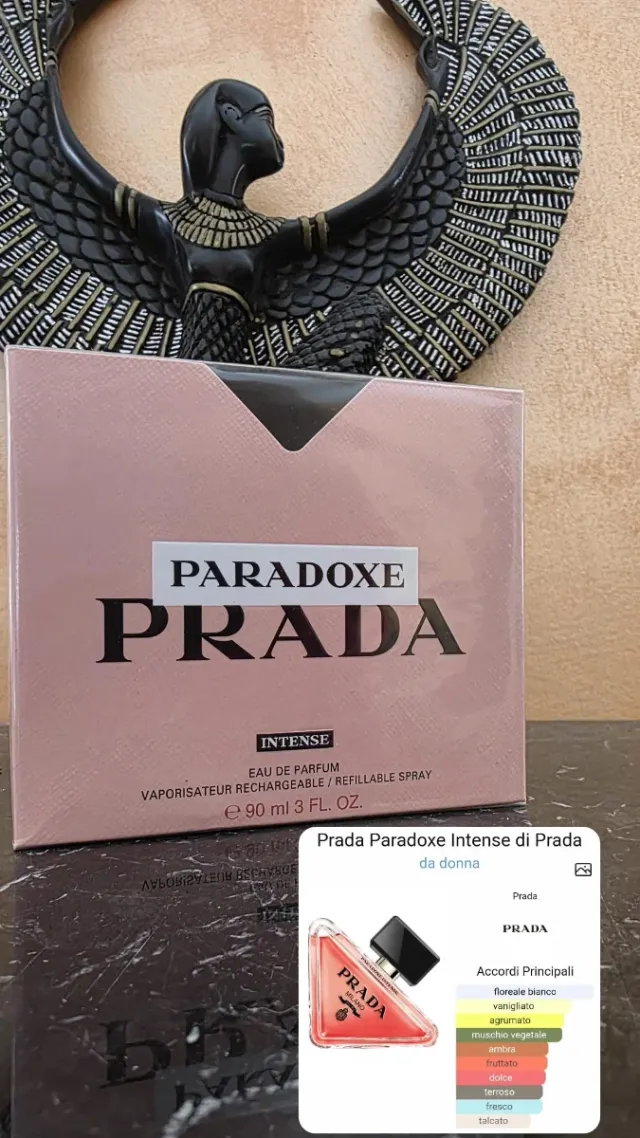 PARADOXE
PRADA
INTENSE
EAU DE PARFUM
VAPORISATEUR RECHARGEABLE / REFILLABLE SPRAY
℮ 90 ml 3 FL. OZ.
Prada Paradoxe Intense di Prada
da donna
Prada
PRADA
Accordi Principali
floreale bianco
vanigliato
agrumato
muschio vegetale
ambra
fruttato
dolce
terroso
fresco
talcato
PRADA
MILANO